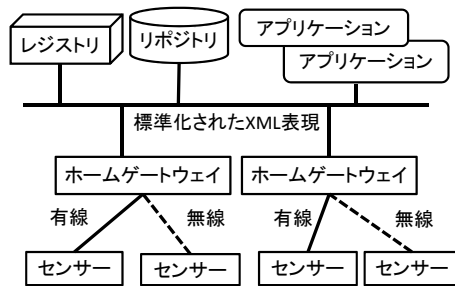 レジストリ
リポジトリ
アプリケーション
アプリケーション
標準化されたXML表現
ホームゲートウェイ
ホームゲートウェイ
有線
無線
有線
無線
センサー
センサー
センサー
センサー